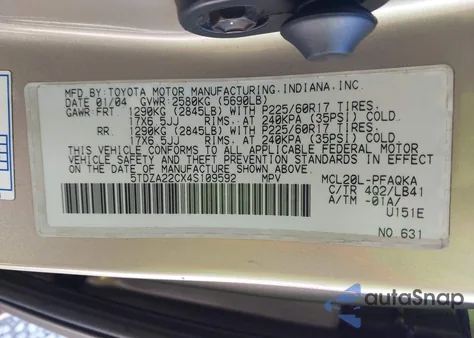 MFD.BY:TOYOTA MOTOR MANUFACTURING,INDIANA,INC.
DATE 01/04 GVWR:2580KG (5690LB)
GAWR:FRT. 1290KG (2845LB) WITH P225/60R17 TIRES.
17X6.5JJ RIMS. AT 240KPA (35PSI) COLD.
RR. 1290KG (2845LB) WITH P225/60R17 TIRES.
17X6.5JJ RIMS. AT 240KPA (35PSI) COLD.
THIS VEHICLE CONFORMS TO ALL APPLICABLE FEDERAL MOTOR
VEHICLE SAFETY AND THEFT PREVENTION STANDARDS IN
EFFECT ON THE DATE OF MANUFACTURE SHOWN ABOVE.
5TDZA22CX4S109592 MPV MCL20L-PFAQKA
C/TR 4Q2/LB41
A/TM -01A/
U151E
NO.631
autoSnap